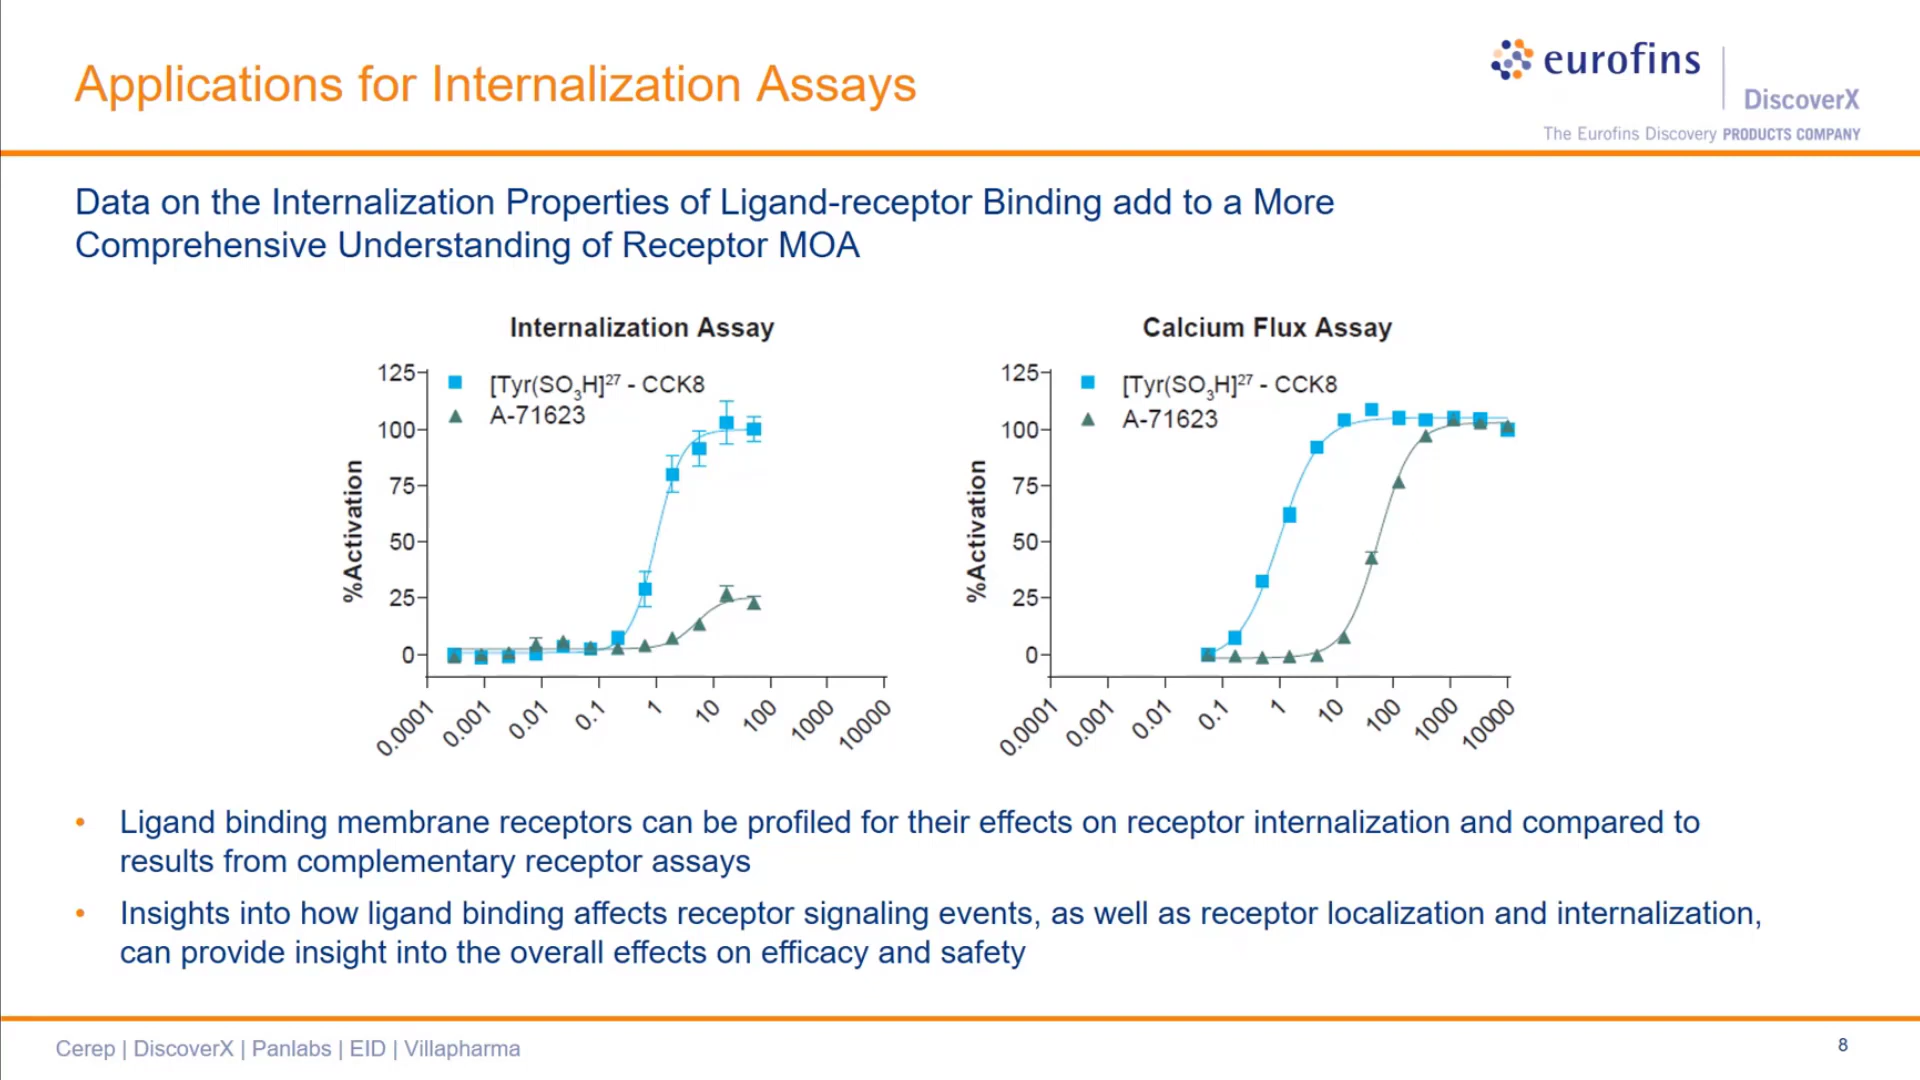 Applications for Internalization Assays
eurofins
DiscoverX
The Eurofins Discovery PRODUCTS COMPANY
Data on the Internalization Properties of Ligand-receptor Binding add to a More
Comprehensive Understanding of Receptor MOA
Internalization Assay
[Tyr(SO₃H]²⁷ - CCK8
A-71623
%Activation
125
100
75
50
25
0
0.0001
0.001
0.01
0.1
1
10
100
1000
10000
Calcium Flux Assay
[Tyr(SO₃H]²⁷ - CCK8
A-71623
%Activation
125
100
75
50
25
0
0.0001
0.001
0.01
0.1
1
10
100
1000
10000
• Ligand binding membrane receptors can be profiled for their effects on receptor internalization and compared to
results from complementary receptor assays
• Insights into how ligand binding affects receptor signaling events, as well as receptor localization and internalization,
can provide insight into the overall effects on efficacy and safety
Cerep | DiscoverX | Panlabs | EID | Villapharma
8